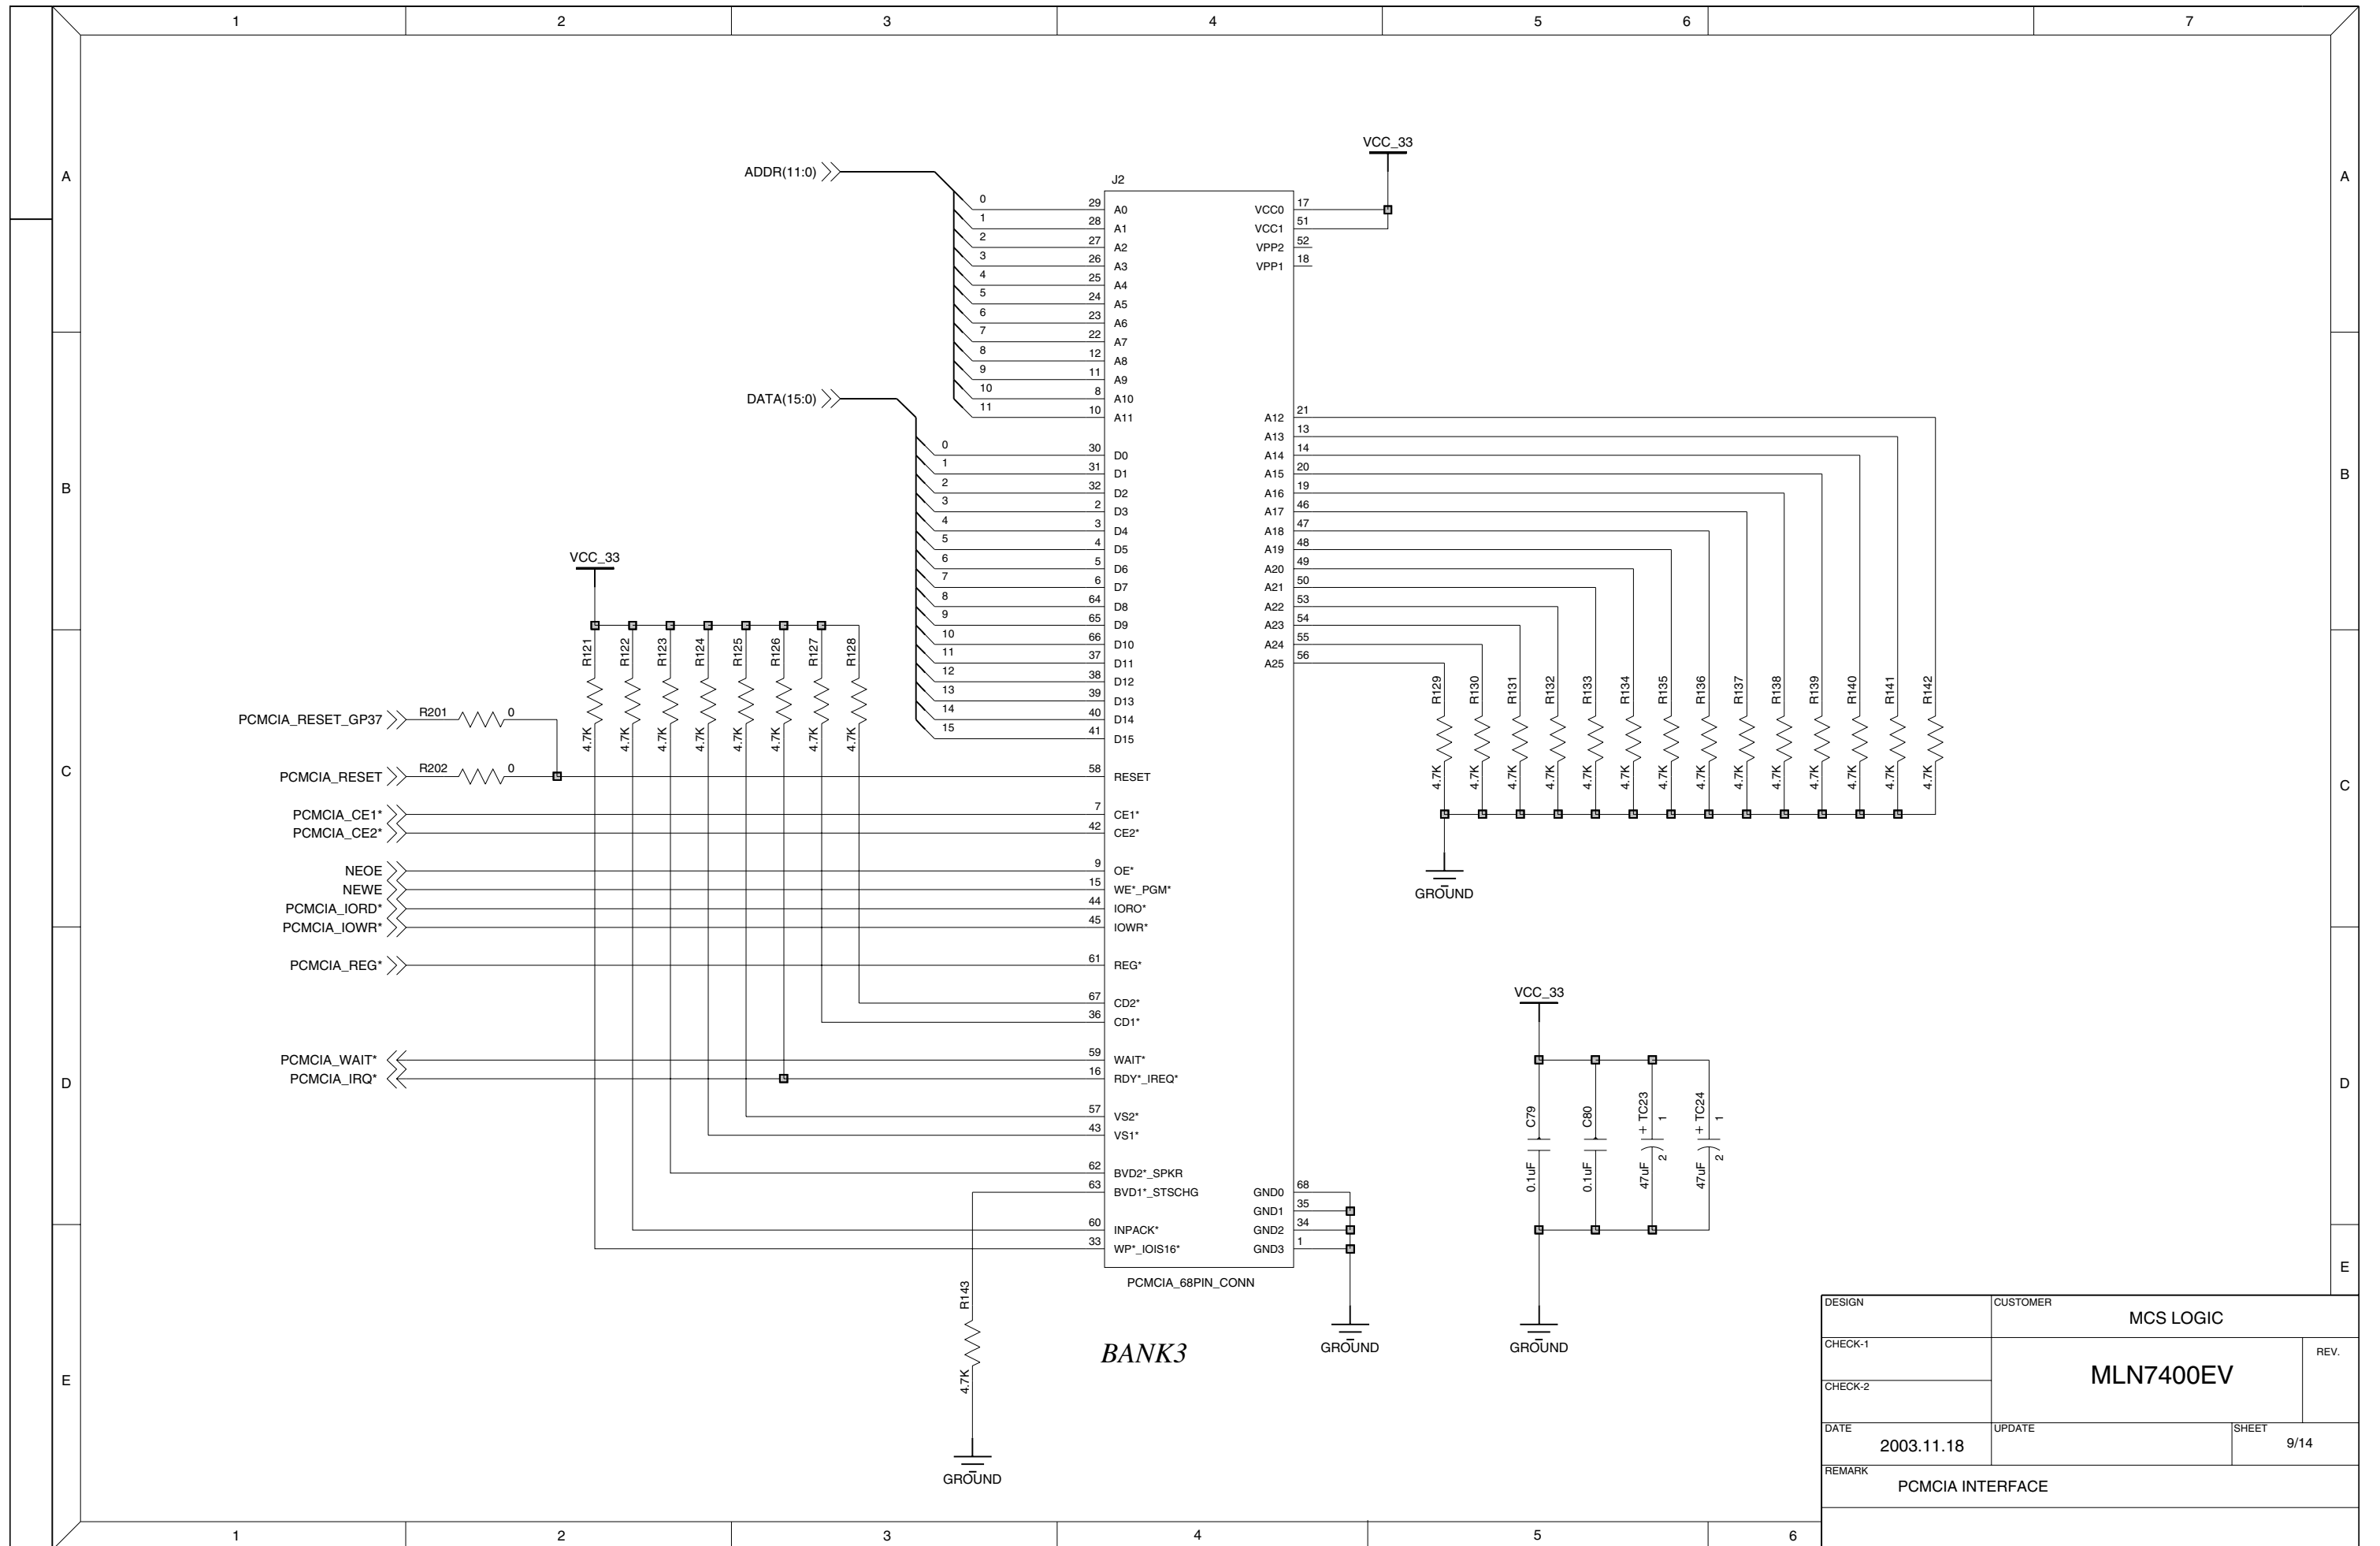 1 2 3 4 5 6 7
A A
B B
C C
D D
E E
1 2 3 4 5 6
ADDR(11:0)
0
1
2
3
4
5
6
7
8
9
10
11
DATA(15:0)
0
1
2
3
4
5
6
7
8
9
10
11
12
13
14
15
VCC_33
R121 4.7K
R122 4.7K
R123 4.7K
R124 4.7K
R125 4.7K
R126 4.7K
R127 4.7K
R128 4.7K
PCMCIA_RESET_GP37 R201 0
PCMCIA_RESET R202 0
PCMCIA_CE1*
PCMCIA_CE2*
NEOE
NEWE
PCMCIA_IORD*
PCMCIA_IOWR*
PCMCIA_REG*
PCMCIA_WAIT*
PCMCIA_IRQ*
J2
29 A0
28 A1
27 A2
26 A3
25 A4
24 A5
23 A6
22 A7
12 A8
11 A9
8 A10
10 A11
30 D0
31 D1
32 D2
2 D3
3 D4
4 D5
5 D6
6 D7
64 D8
65 D9
66 D10
37 D11
38 D12
39 D13
40 D14
41 D15
58 RESET
7 CE1*
42 CE2*
9 OE*
15 WE*_PGM*
44 IORO*
45 IOWR*
61 REG*
67 CD2*
36 CD1*
59 WAIT*
16 RDY*_IREQ*
57 VS2*
43 VS1*
62 BVD2*_SPKR
63 BVD1*_STSCHG
60 INPACK*
33 WP*_IOIS16*
VCC_33
VCC0 17
VCC1 51
VPP2 52
VPP1 18
A12 21
A13 13
A14 14
A15 20
A16 19
A17 46
A18 47
A19 48
A20 49
A21 50
A22 53
A23 54
A24 55
A25 56
GND0 68
GND1 35
GND2 34
GND3 1
PCMCIA_68PIN_CONN
R143 4.7K
GROUND
BANK3
GROUND
R129 4.7K
R130 4.7K
R131 4.7K
R132 4.7K
R133 4.7K
R134 4.7K
R135 4.7K
R136 4.7K
R137 4.7K
R138 4.7K
R139 4.7K
R140 4.7K
R141 4.7K
R142 4.7K
GROUND
VCC_33
C79 0.1uF
C80 0.1uF
+ TC23 1 47uF 2
+ TC24 1 47uF 2
GROUND
DESIGN
CUSTOMER
MCS LOGIC
CHECK-1
MLN7400EV
REV.
CHECK-2
DATE
2003.11.18
UPDATE
SHEET
9/14
REMARK
PCMCIA INTERFACE